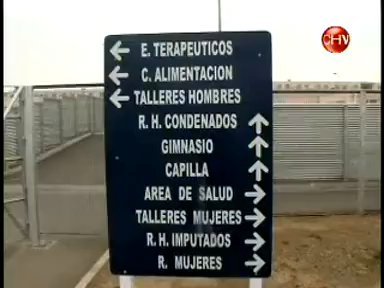 CHV
E. TERAPEUTICOS
C. ALIMENTACION
TALLERES HOMBRES
R. H. CONDENADOS
GIMNASIO
CAPILLA
AREA DE SALUD
TALLERES MUJERES
R. H. IMPUTADOS
R. MUJERES